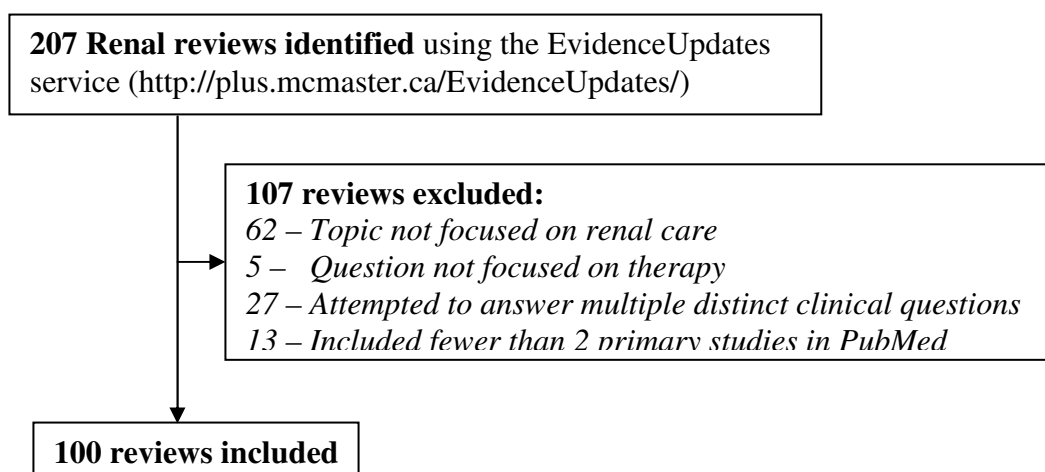 207 Renal reviews identified using the EvidenceUpdates
service (http://plus.mcmaster.ca/EvidenceUpdates/)
107 reviews excluded:
62 – Topic not focused on renal care
5 – Question not focused on therapy
27 – Attempted to answer multiple distinct clinical questions
13 – Included fewer than 2 primary studies in PubMed
100 reviews included